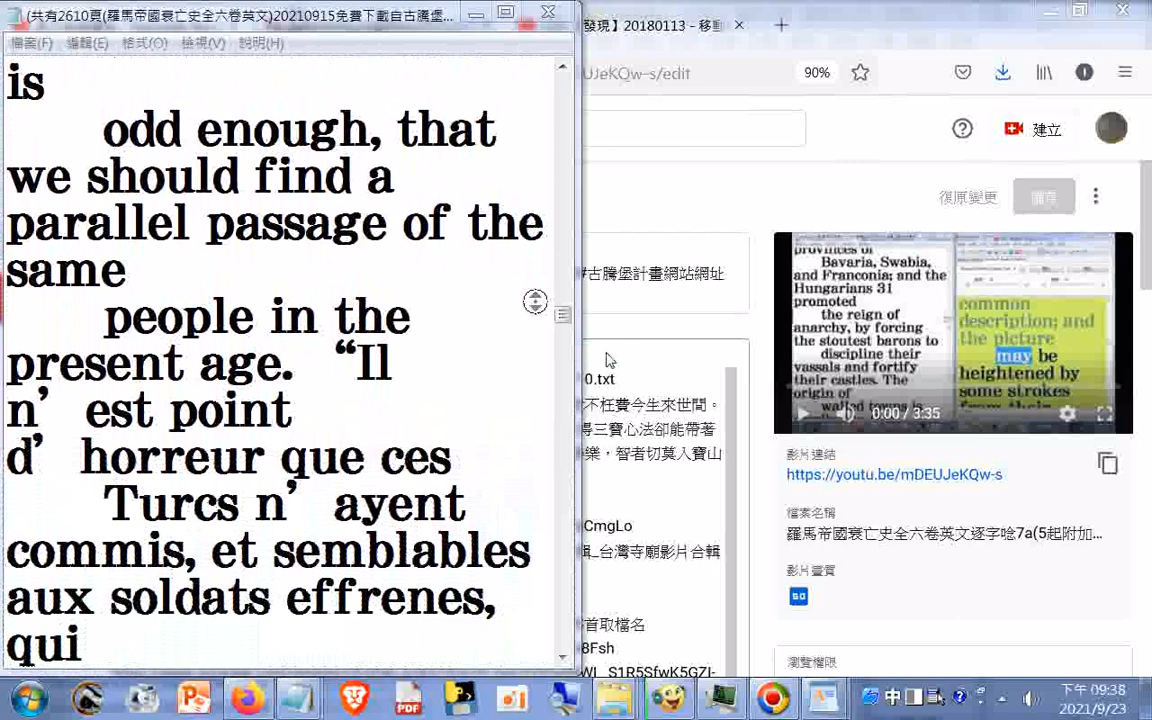 (共有2610頁(羅馬帝國衰亡史全六卷英文)20210915免費下載自古騰堡...
檔案(F) 編輯(E) 格式(O) 檢視(V) 說明(H)
is
odd enough, that
we should find a
parallel passage of the
same
people in the
present age. “Il
n’ est point
d’ horreur que ces
Turcs n’ ayent
commis, et semblables
aux soldats effrenes,
qui
發現】20180113 - 移動
UJeKQw-s/edit
90%
建立
復原變更
#古騰堡計畫網站網址
0.txt
不枉費今生來世間。
得三寶心法卻能帶著
樂，智者切莫入寶山
CmgLo
輯_台灣寺廟影片合輯
首取檔名
8Fsh
WI_S1R5SfwK5GZI-
provinces of
Bavaria, Swabia,
and Franconia; and the
Hungarians 31
promoted
the reign of
anarchy, by forcing
the stoutest barons to
discipline their
vassals and fortify
their castles. The
origin of
walled towns is
common
description; and
the picture
may be
heightened by
some strokes
0:00 / 3:35
影片連結
https://youtu.be/mDEUJeKQw-s
檔案名稱
羅馬帝國衰亡史全六卷英文逐字唸7a(5起附加...
影片畫質
瀏覽權限
中
下午 09:38
2021/9/23